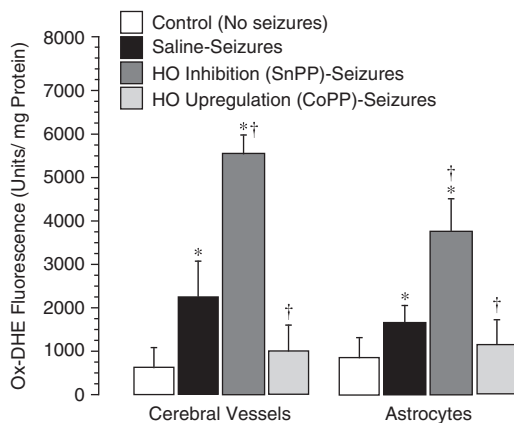 Control (No seizures)
Saline-Seizures
HO Inhibition (SnPP)-Seizures
HO Upregulation (CoPP)-Seizures
Ox-DHE Fluorescence (Units/ mg Protein)
8000
7000
6000
5000
4000
3000
2000
1000
0
*
*†
†
*
†
*
†
Cerebral Vessels
Astrocytes